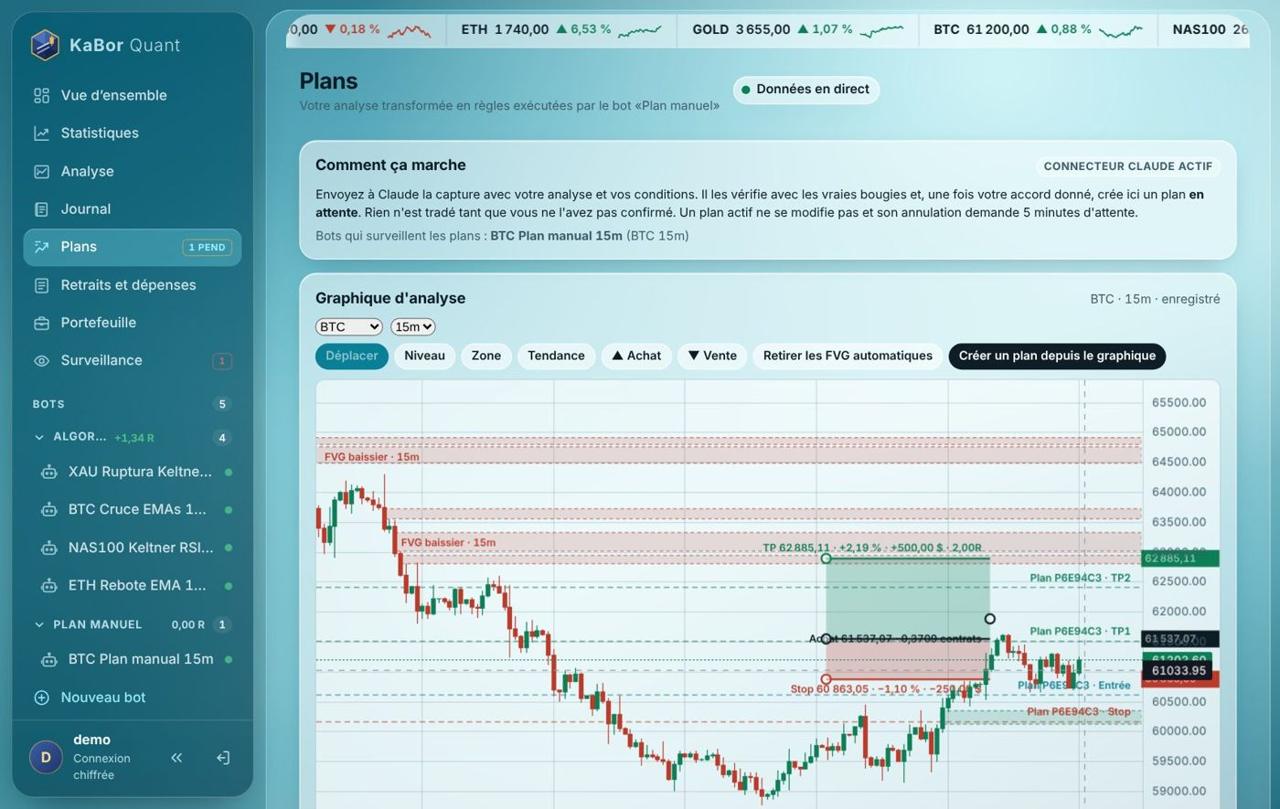 KaBor Quant
Vue d'ensemble
Statistiques
Analyse
Journal
Plans 1 PEND
Retraits et dépenses
Portefeuille
Surveillance 1
BOTS 5
ALGOR... +1,34 R 4
XAU Ruptura Keltne...
BTC Cruce EMAs 1...
NAS100 Keltner RSI...
ETH Rebote EMA 1...
PLAN MANUEL 0,00 R 1
BTC Plan manual 15m
Nouveau bot
D
demo
Connexion
chiffrée
▼ 0,18 % ETH 1 740,00 ▲ 6,53 % GOLD 3 655,00 ▲ 1,07 % BTC 61 200,00 ▲ 0,88 % NAS100
Plans
Votre analyse transformée en règles exécutées par le bot «Plan manuel»
Données en direct
Comment ça marche
CONNECTEUR CLAUDE ACTIF
Envoyez à Claude la capture avec votre analyse et vos conditions. Il les vérifie avec les vraies bougies et, une fois votre accord donné, crée ici un plan en
attente. Rien n'est tradé tant que vous ne l'avez pas confirmé. Un plan actif ne se modifie pas et son annulation demande 5 minutes d'attente.
Bots qui surveillent les plans : BTC Plan manual 15m (BTC 15m)
Graphique d'analyse
BTC · 15m · enregistré
BTC 15m
Déplacer Niveau Zone Tendance ▲ Achat ▼ Vente Retirer les FVG automatiques Créer un plan depuis le graphique
65500.00
65000.00
FVG baissier · 15m
64500.00
64000.00
63500.00
FVG baissier · 15m
TP 62 885,11 · +2,19 % · +500,00 $ · 2,00R
62 885,11
Plan P6E94C3 · TP2
62500.00
62000.00
Plan P6E94C3 · TP1
Achat 61 537,07 · 0,3709 contrats
61 537,07
61033.95
Plan P6E94C3 · Entrée
Stop 60 863,05 · −1,10 % · −250,00 $
60500.00
Plan P6E94C3 · Stop
60000.00
59500.00
59000.00